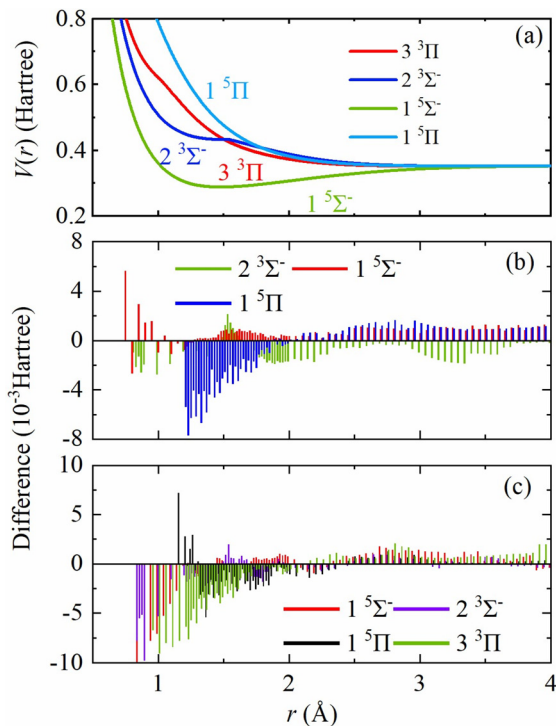 (a)
0.8
0.6
0.4
0.2
V(r) (Hartree)
3 ³Π
2 ³Σ⁻
1 ⁵Σ⁻
1 ⁵Π
1 ⁵Π
2 ³Σ⁻
3 ³Π
1 ⁵Σ⁻
(b)
8
4
0
-4
-8
2 ³Σ⁻ 1 ⁵Σ⁻
1 ⁵Π
Difference (10⁻³Hartree)
(c)
10
5
0
-5
-10
1 ⁵Σ⁻ 2 ³Σ⁻
1 ⁵Π 3 ³Π
1 2 3 4
r (Å)